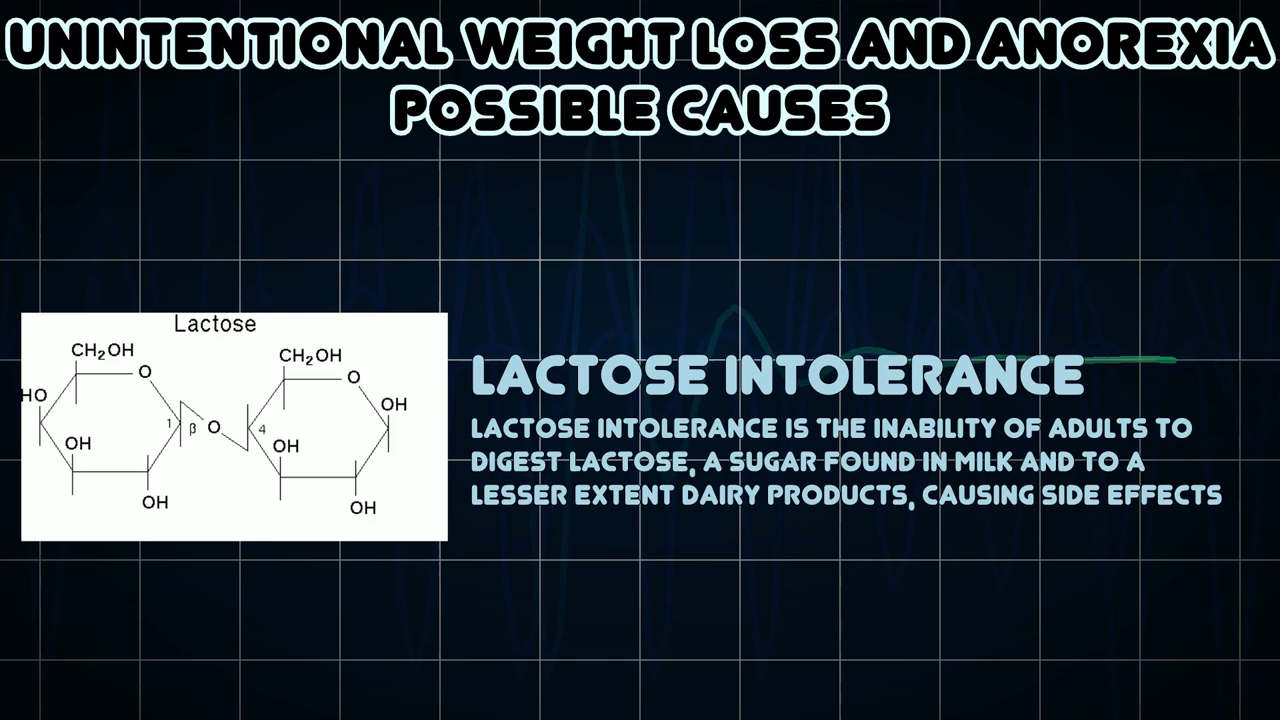 UNINTENTIONAL WEIGHT LOSS AND ANOREXIA
POSSIBLE CAUSES
Lactose
CH₂OH
O
HO
OH
1
β
O
OH
CH₂OH
O
OH
4
OH
OH
LACTOSE INTOLERANCE
LACTOSE INTOLERANCE IS THE INABILITY OF ADULTS TO
DIGEST LACTOSE, A SUGAR FOUND IN MILK AND TO A
LESSER EXTENT DAIRY PRODUCTS, CAUSING SIDE EFFECTS